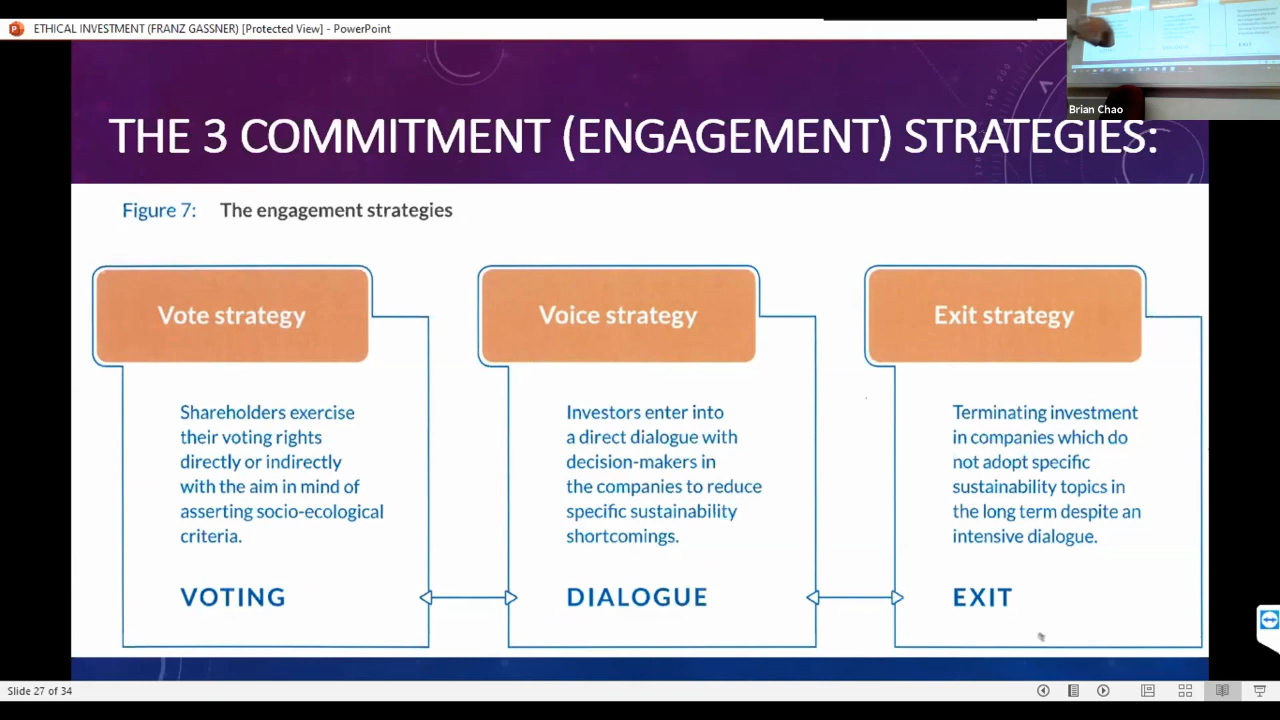 ETHICAL INVESTMENT (FRANZ GASSNER) [Protected View] - PowerPoint
Brian Chao
THE 3 COMMITMENT (ENGAGEMENT) STRATEGIES:
Figure 7: The engagement strategies
Vote strategy
Shareholders exercise
their voting rights
directly or indirectly
with the aim in mind of
asserting socio-ecological
criteria.
VOTING
Voice strategy
Investors enter into
a direct dialogue with
decision-makers in
the companies to reduce
specific sustainability
shortcomings.
DIALOGUE
Exit strategy
Terminating investment
in companies which do
not adopt specific
sustainability topics in
the long term despite an
intensive dialogue.
EXIT
Slide 27 of 34